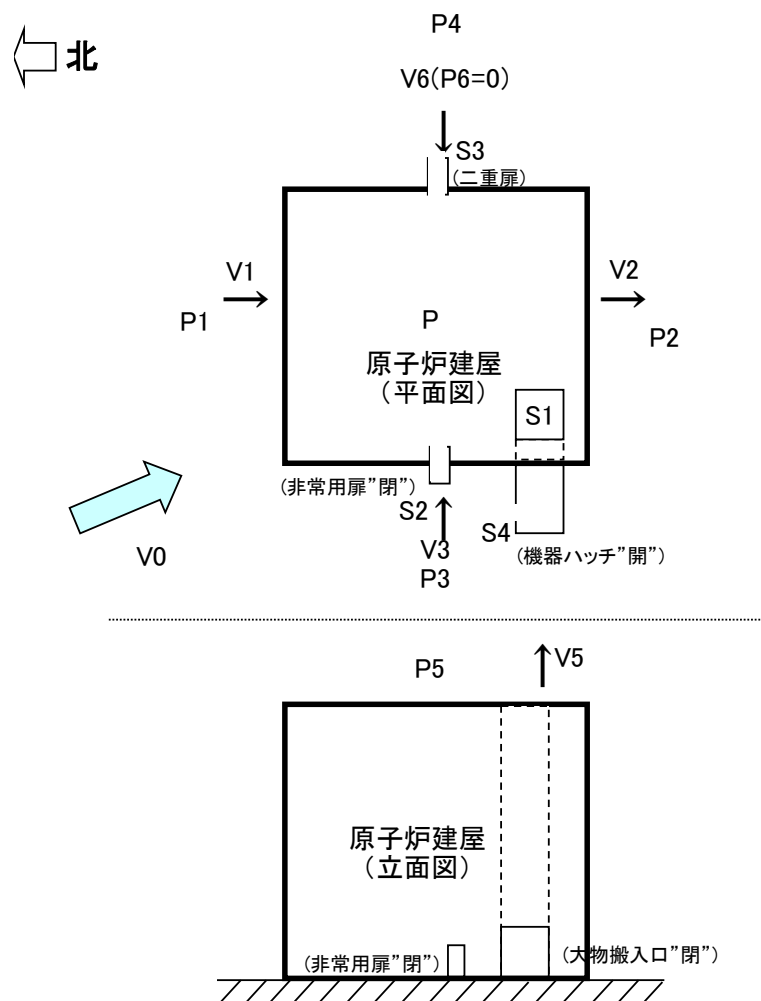 P4
北
V6(P6=0)
S3
(二重扉)
V1
V2
P1
P
P2
原子炉建屋
(平面図)
S1
(非常用扉”閉”)
S2
S4
V3
(機器ハッチ”開”)
V0
P3
P5
V5
原子炉建屋
(立面図)
(非常用扉”閉”)
(大物搬入口”閉”)